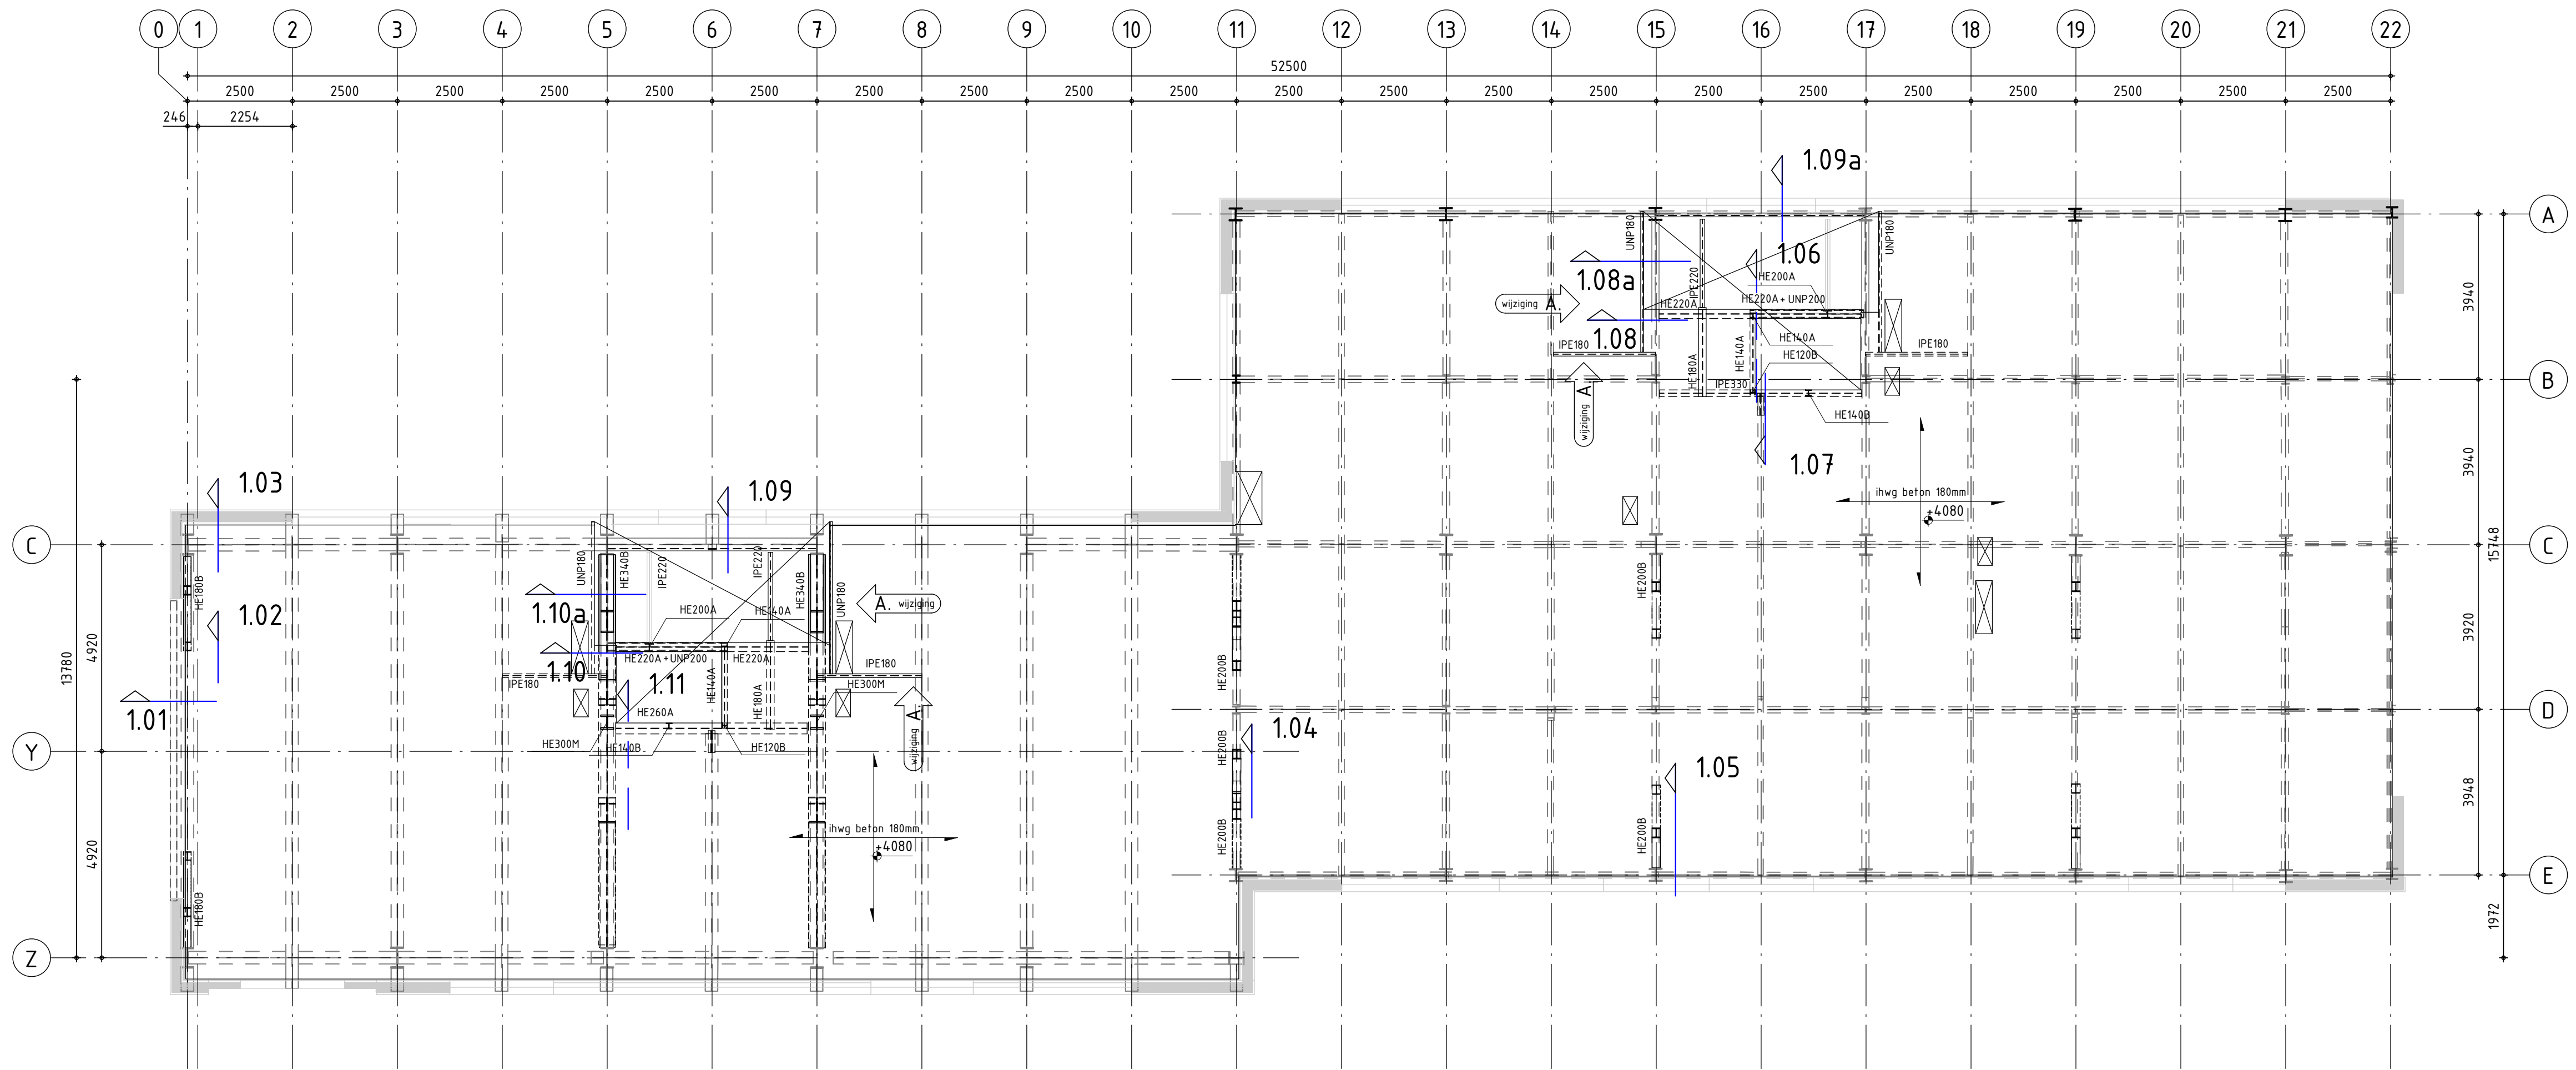 0 1 2 3 4 5 6 7 8 9 10 11 12 13 14 15 16 17 18 19 20 21 22
52500
2500 2500 2500 2500 2500 2500 2500 2500 2500 2500 2500 2500 2500 2500 2500 2500 2500 2500 2500 2500 2500
246 2254
1.09a
A
UNP180
UNP180
1.06
1.08a
IPE220
HE200A
3940
wijziging A.
HE220A
HE220A + UNP200
1.08
HE140A
IPE180
HE140A
HE120B
IPE180
HE180A
IPE330
B
wijziging A.
HE140B
1.07
3940
ihwg beton 180mm
+4080
1.03
1.09
C
C
15748
UNP180
HE340B
IPE220
IPE220
HE340B
UNP180
HE180B
HE200B
1.10a
A. wijziging
HE200A
HE140A
1.02
3920
4920
13780
HE220A + UNP200
HE220A
1.10
IPE180
HE200B
IPE180
1.11
HE140A
HE180A
HE300M
HE260A
1.01
D
wijziging A.
HE300M
HE140B
HE120B
HE200B
1.04
Y
1.05
3948
ihwg beton 180mm
+4080
HE200B
HE200B
4920
E
HE180B
1972
Z